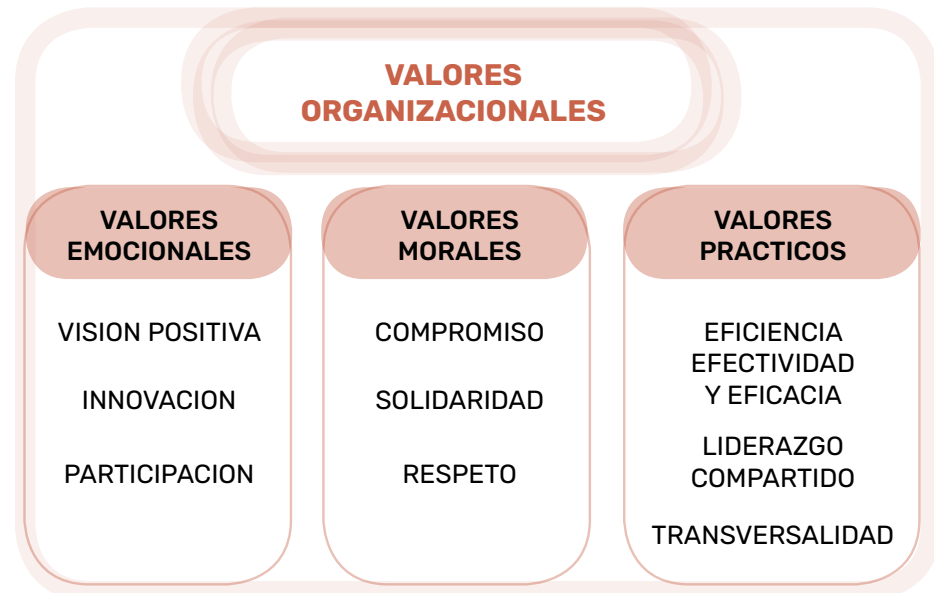 VALORES
ORGANIZACIONALES
VALORES
EMOCIONALES
VISION POSITIVA
INNOVACION
PARTICIPACION
VALORES
MORALES
COMPROMISO
SOLIDARIDAD
RESPETO
VALORES
PRACTICOS
EFICIENCIA
EFECTIVIDAD
Y EFICACIA
LIDERAZGO
COMPARTIDO
TRANSVERSALIDAD